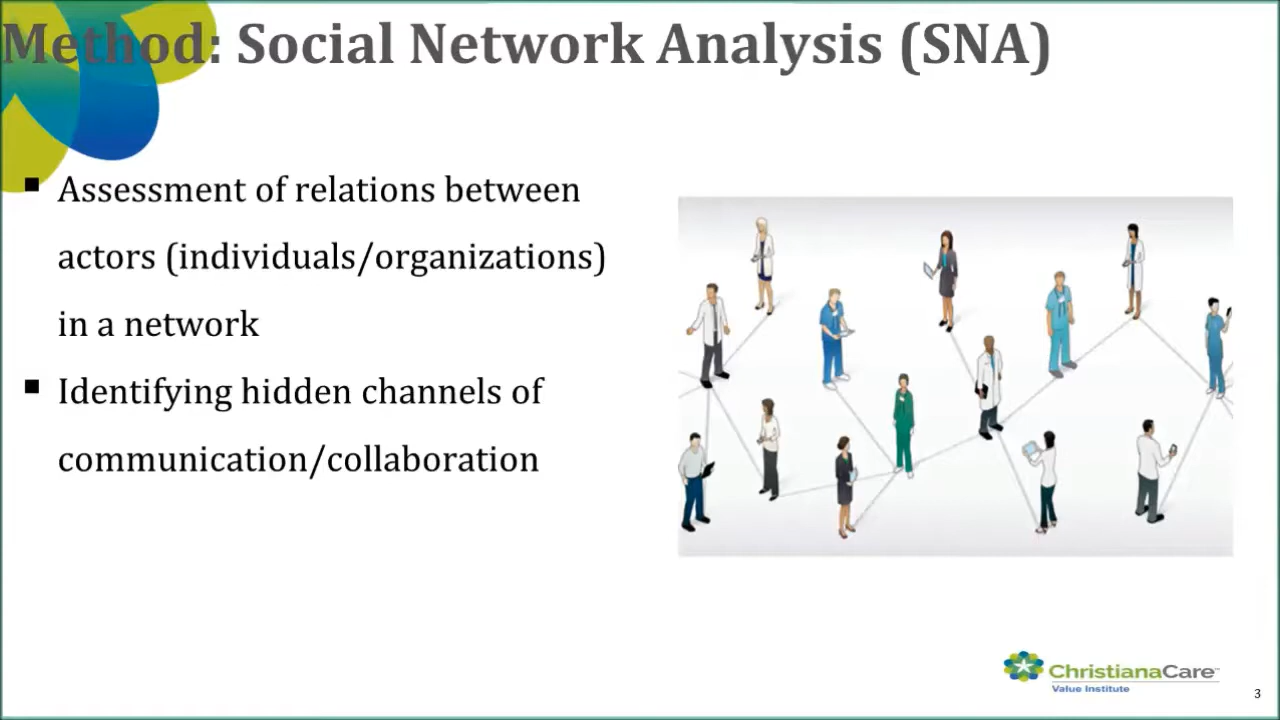 Method: Social Network Analysis (SNA)
Assessment of relations between
actors (individuals/organizations)
in a network
Identifying hidden channels of
communication/collaboration
ChristianaCare™
Value Institute
3